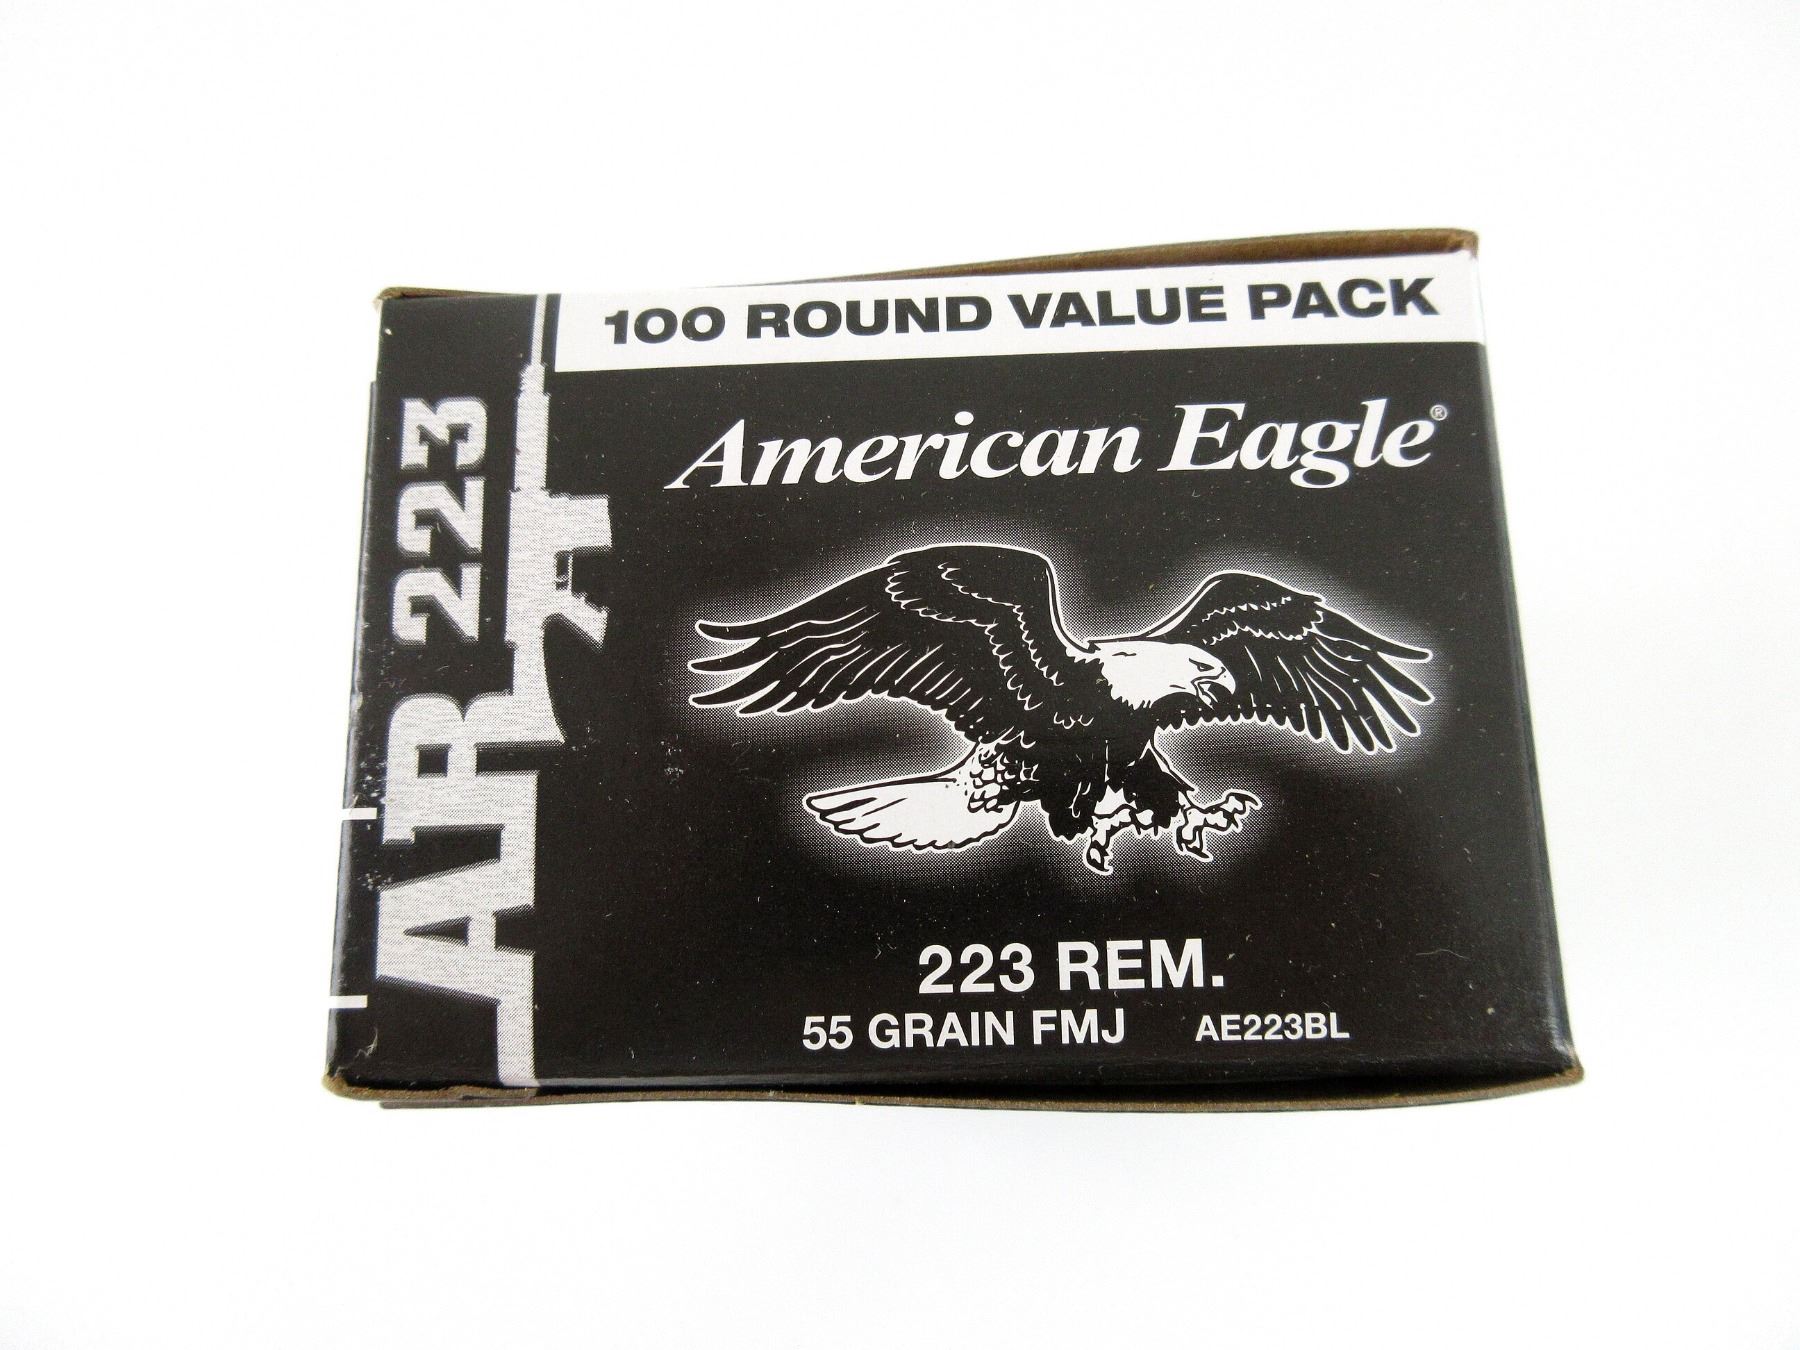 100 ROUND VALUE PACK
American Eagle®
AR 223
223 REM.
55 GRAIN FMJ AE223BL